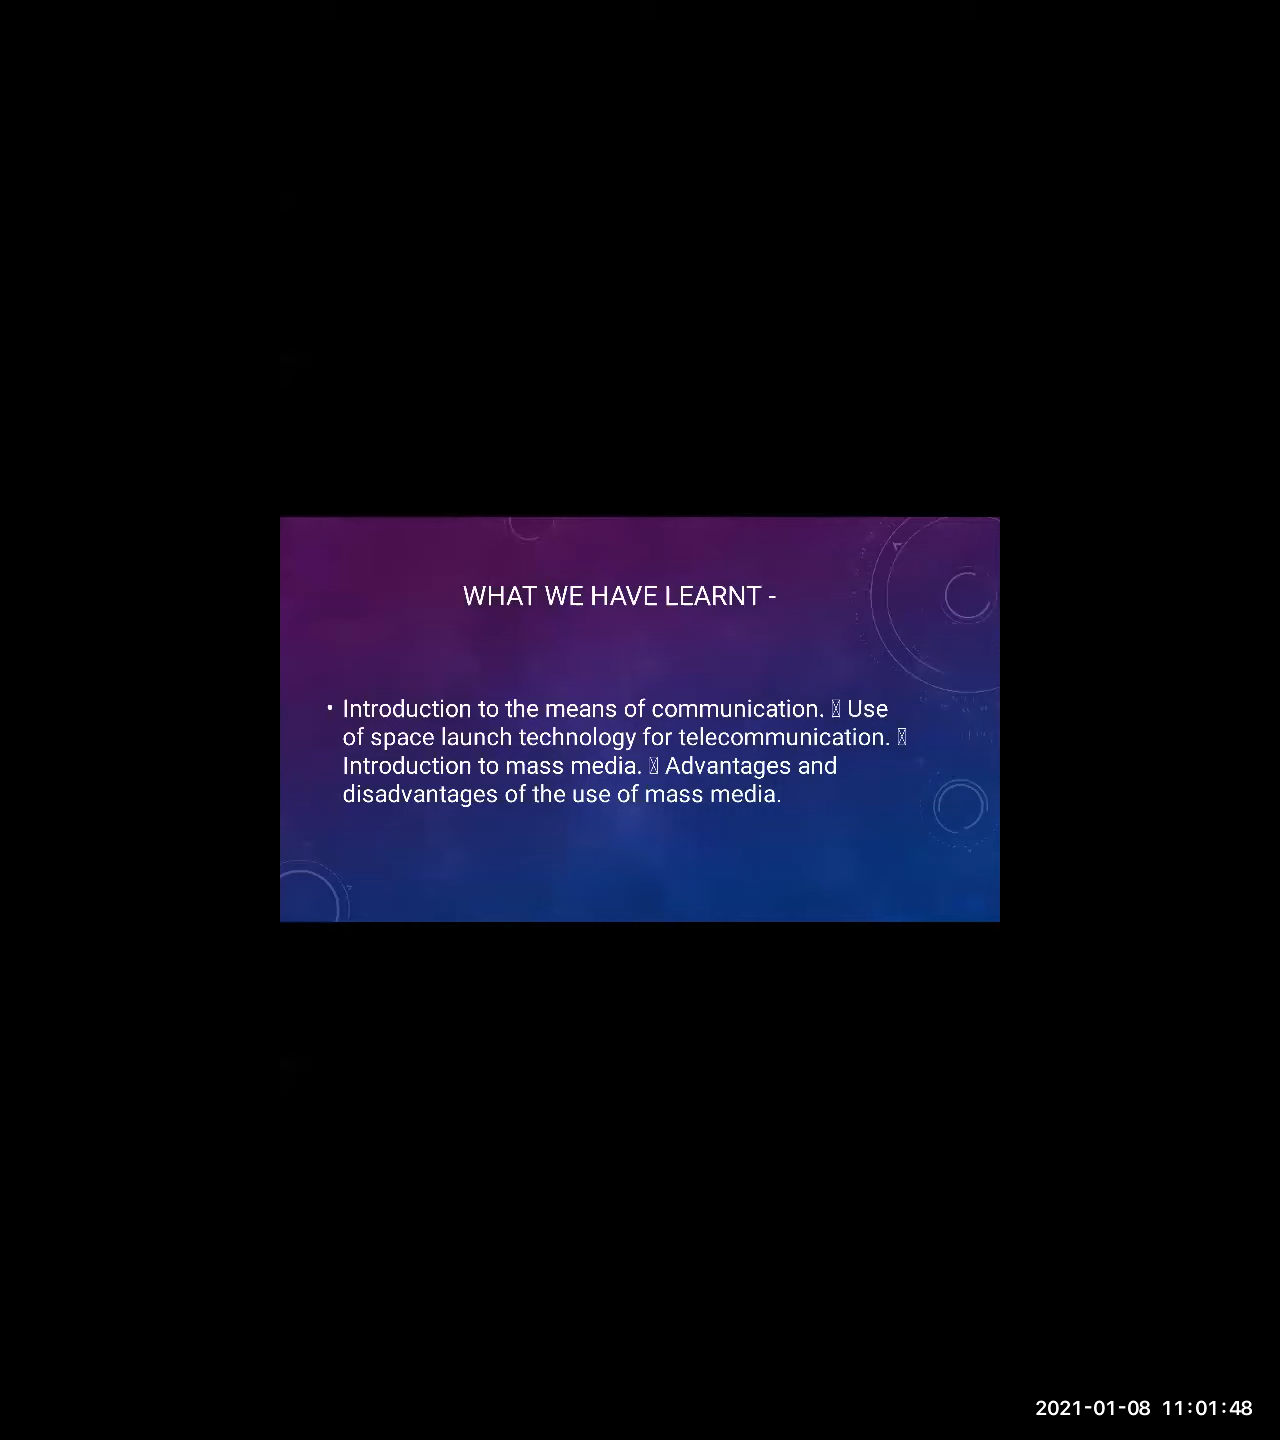 WHAT WE HAVE LEARNT -
• Introduction to the means of communication. Use
of space launch technology for telecommunication.
Introduction to mass media. Advantages and
disadvantages of the use of mass media.
2021-01-08 11:01:48